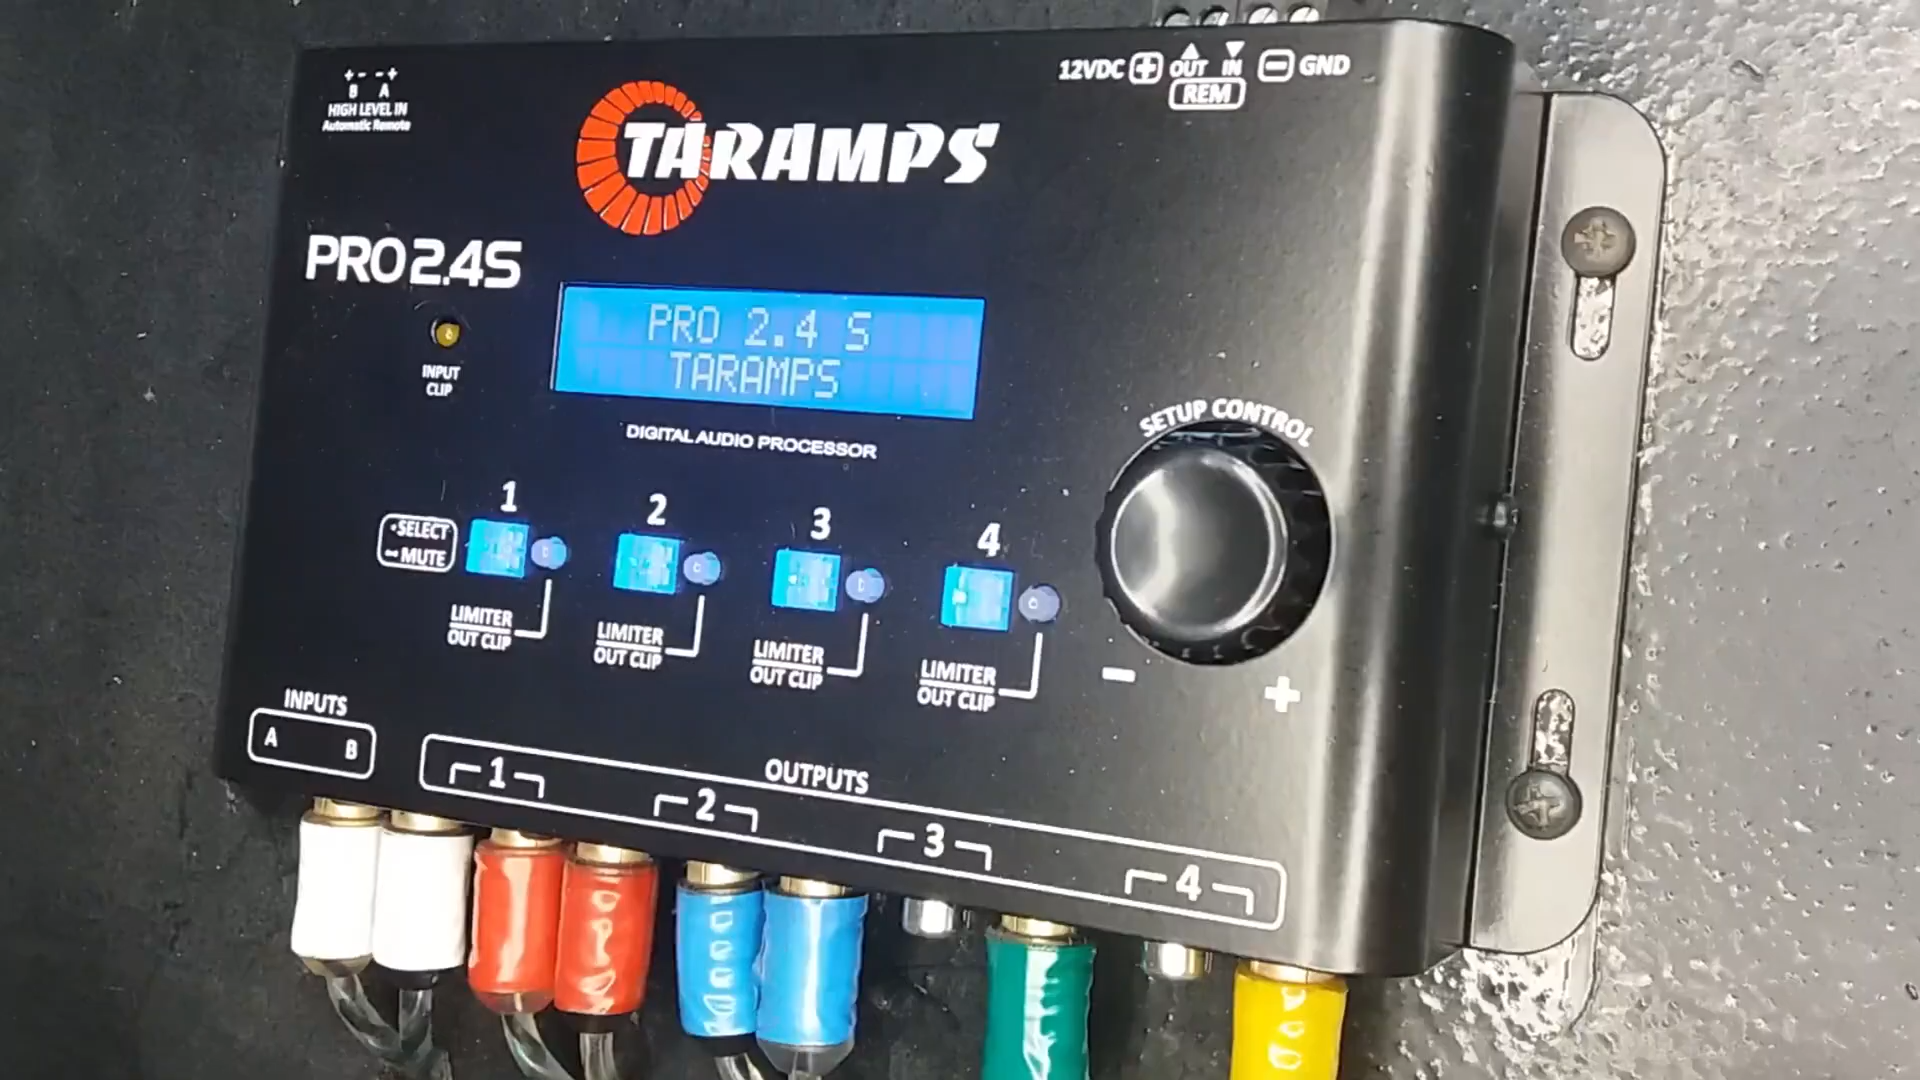 + - - +
B A
HIGH LEVEL IN
Automatic Remote
TARAMPS
12VDC + OUT IN - GND
REM
PRO 2.4S
INPUT
CLIP
PRO 2.4 S
TARAMPS
DIGITAL AUDIO PROCESSOR
SETUP CONTROL
- +
SELECT
MUTE
1 2 3 4
LIMITER
OUT CLIP
LIMITER
OUT CLIP
LIMITER
OUT CLIP
LIMITER
OUT CLIP
INPUTS
A B
OUTPUTS
1 2 3 4